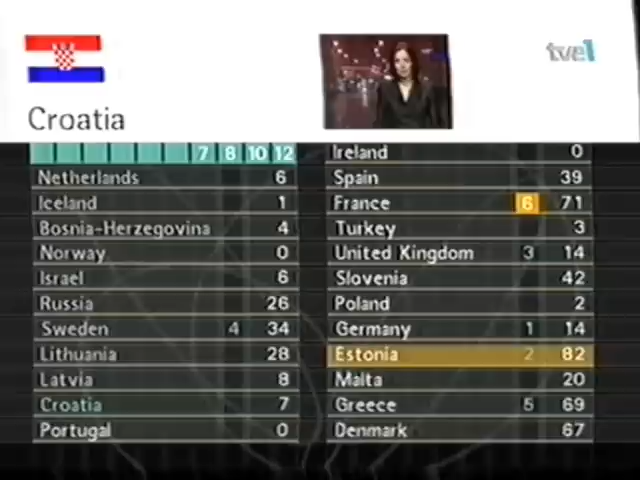 tve1
Croatia
7 8 10 12
Netherlands 6
Iceland 1
Bosnia-Herzegovina 4
Norway 0
Israel 6
Russia 26
Sweden 4 34
Lithuania 28
Latvia 8
Croatia 7
Portugal 0
Ireland 0
Spain 39
France 6 71
Turkey 3
United Kingdom 3 14
Slovenia 42
Poland 2
Germany 1 14
Estonia 2 82
Malta 20
Greece 5 69
Denmark 67